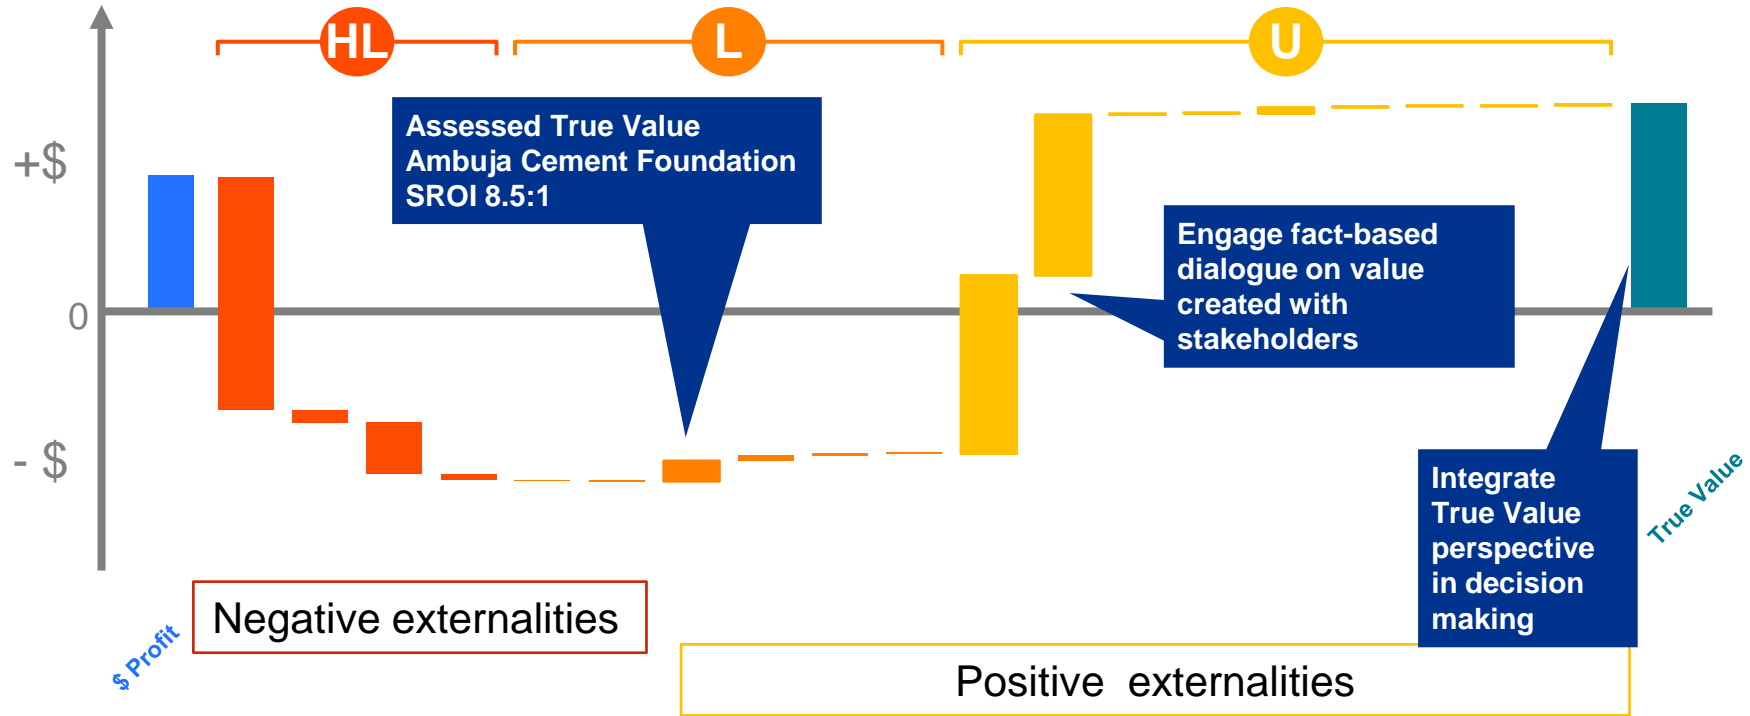 HL
L
U
Assessed True Value
Ambuja Cement Foundation
SROI 8.5:1
+$
Engage fact-based
dialogue on value
created with
stakeholders
0
- $
Integrate
True Value
perspective
in decision
making
True Value
Negative externalities
$ Profit
Positive externalities